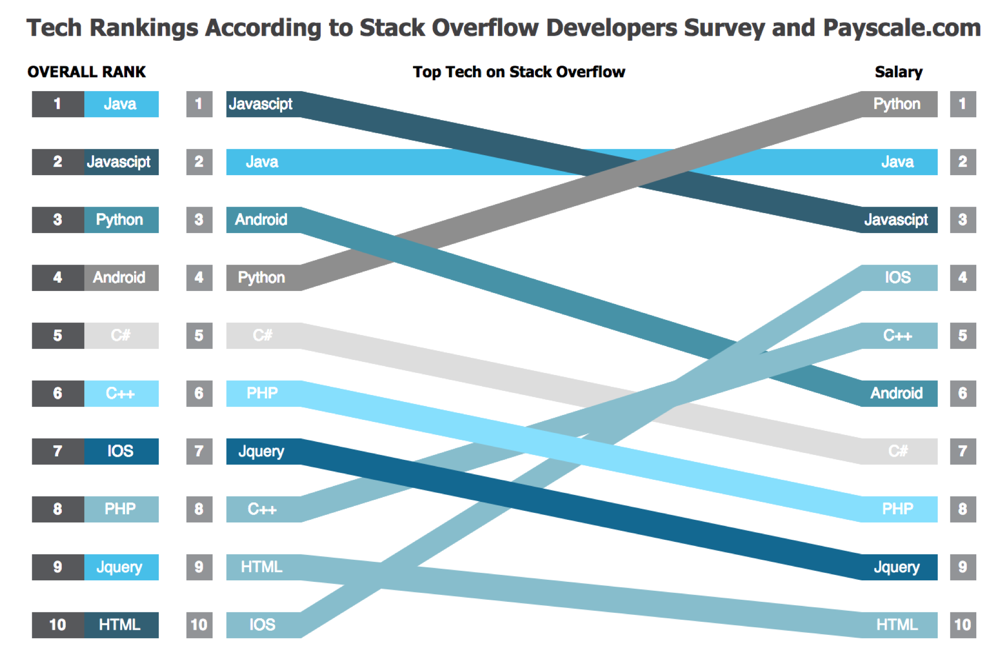 Tech Rankings According to Stack Overflow Developers Survey and Payscale.com
OVERALL RANK Top Tech on Stack Overflow Salary
1 Java 1 Javascipt Python 1
2 Javascipt 2 Java Java 2
3 Python 3 Android Javascipt 3
4 Android 4 Python IOS 4
5 C# 5 C# C++ 5
6 C++ 6 PHP Android 6
7 IOS 7 Jquery C# 7
8 PHP 8 C++ PHP 8
9 Jquery 9 HTML Jquery 9
10 HTML 10 IOS HTML 10